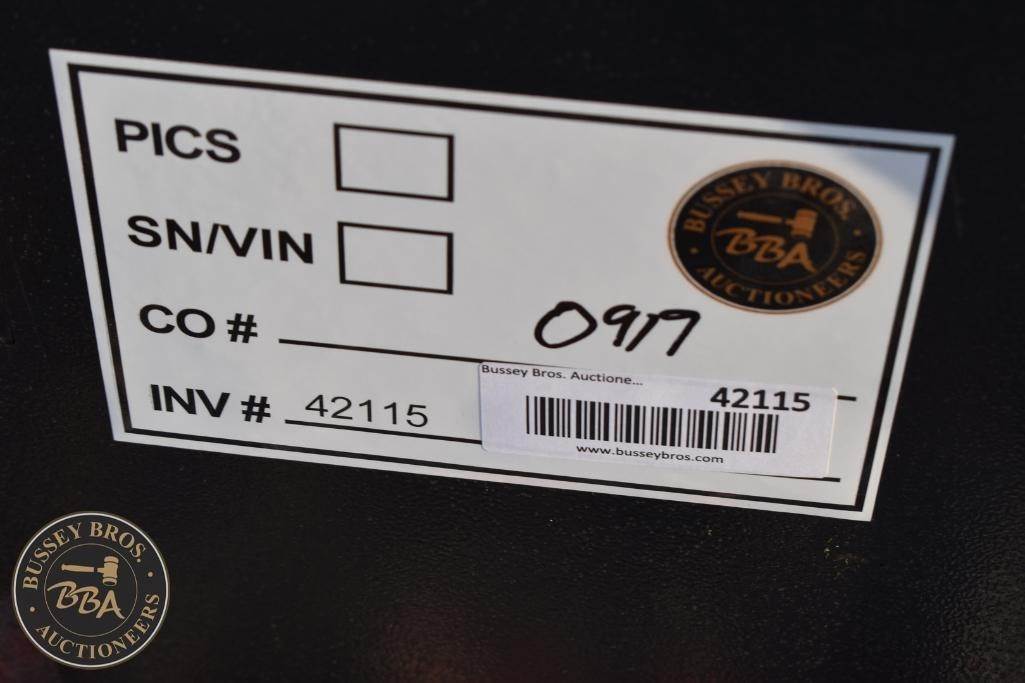 PICS
SN/VIN
CO # 0917
INV # 42115
BUSSEY BROS.
BBA
AUCTIONEERS
Bussey Bros. Auctione...
42115
www.busseybros.com
BUSSEY BROS.
BBA
AUCTIONEERS